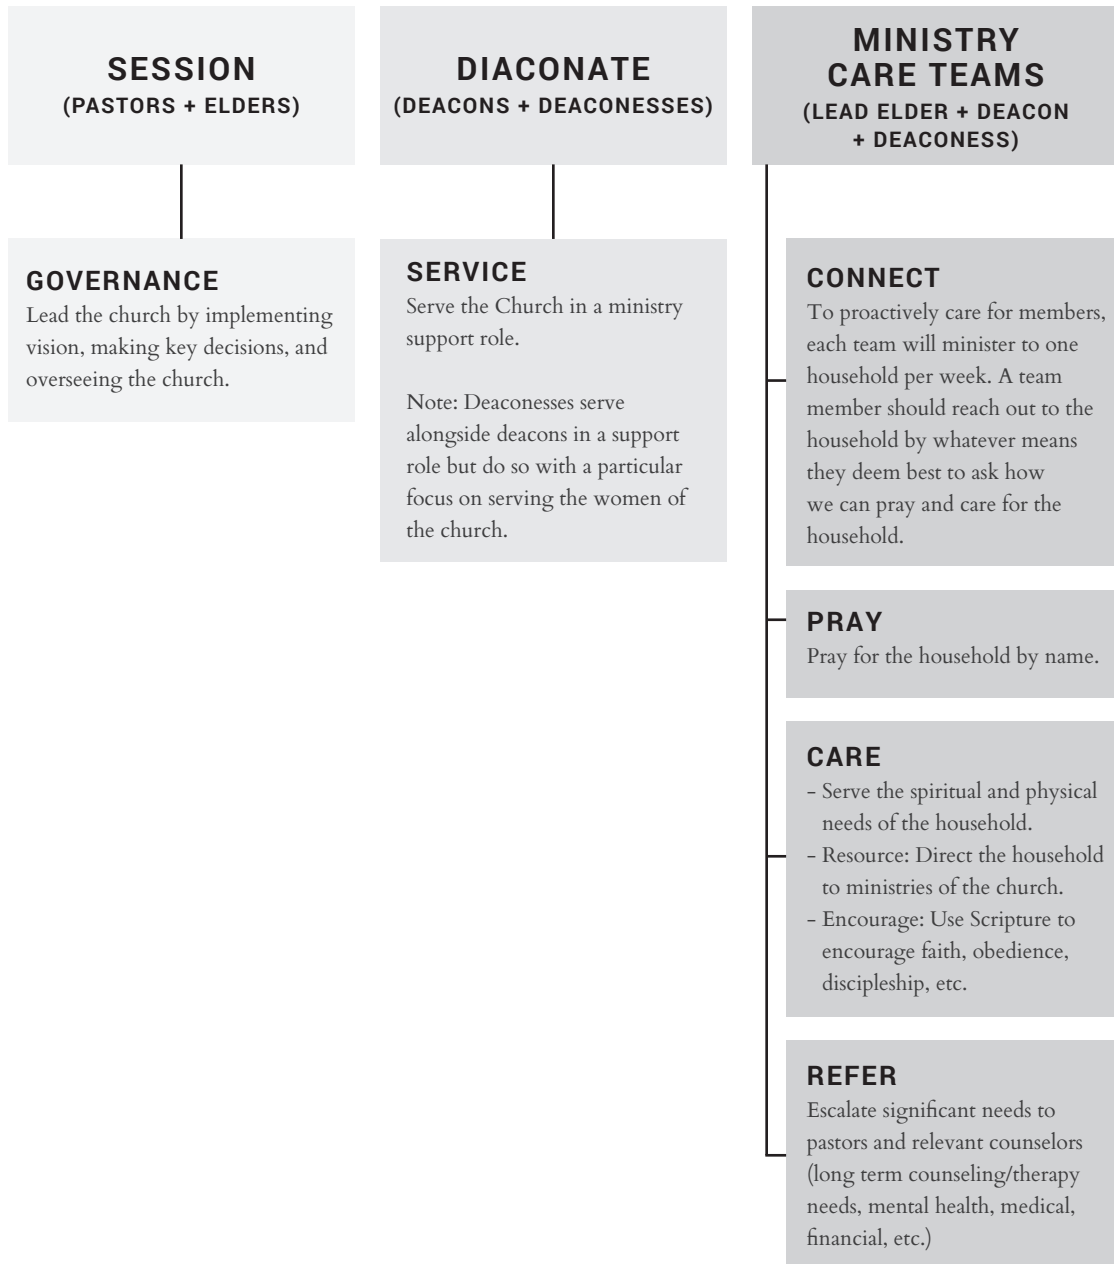 SESSION
(PASTORS + ELDERS)
GOVERNANCE
Lead the church by implementing
vision, making key decisions, and
overseeing the church.
DIACONATE
(DEACONS + DEACONESSES)
SERVICE
Serve the Church in a ministry
support role.
Note: Deaconesses serve
alongside deacons in a support
role but do so with a particular
focus on serving the women of
the church.
MINISTRY
CARE TEAMS
(LEAD ELDER + DEACON
+ DEACONESS)
CONNECT
To proactively care for members,
each team will minister to one
household per week. A team
member should reach out to the
household by whatever means
they deem best to ask how
we can pray and care for the
household.
PRAY
Pray for the household by name.
CARE
- Serve the spiritual and physical
needs of the household.
- Resource: Direct the household
to ministries of the church.
- Encourage: Use Scripture to
encourage faith, obedience,
discipleship, etc.
REFER
Escalate significant needs to
pastors and relevant counselors
(long term counseling/therapy
needs, mental health, medical,
financial, etc.)